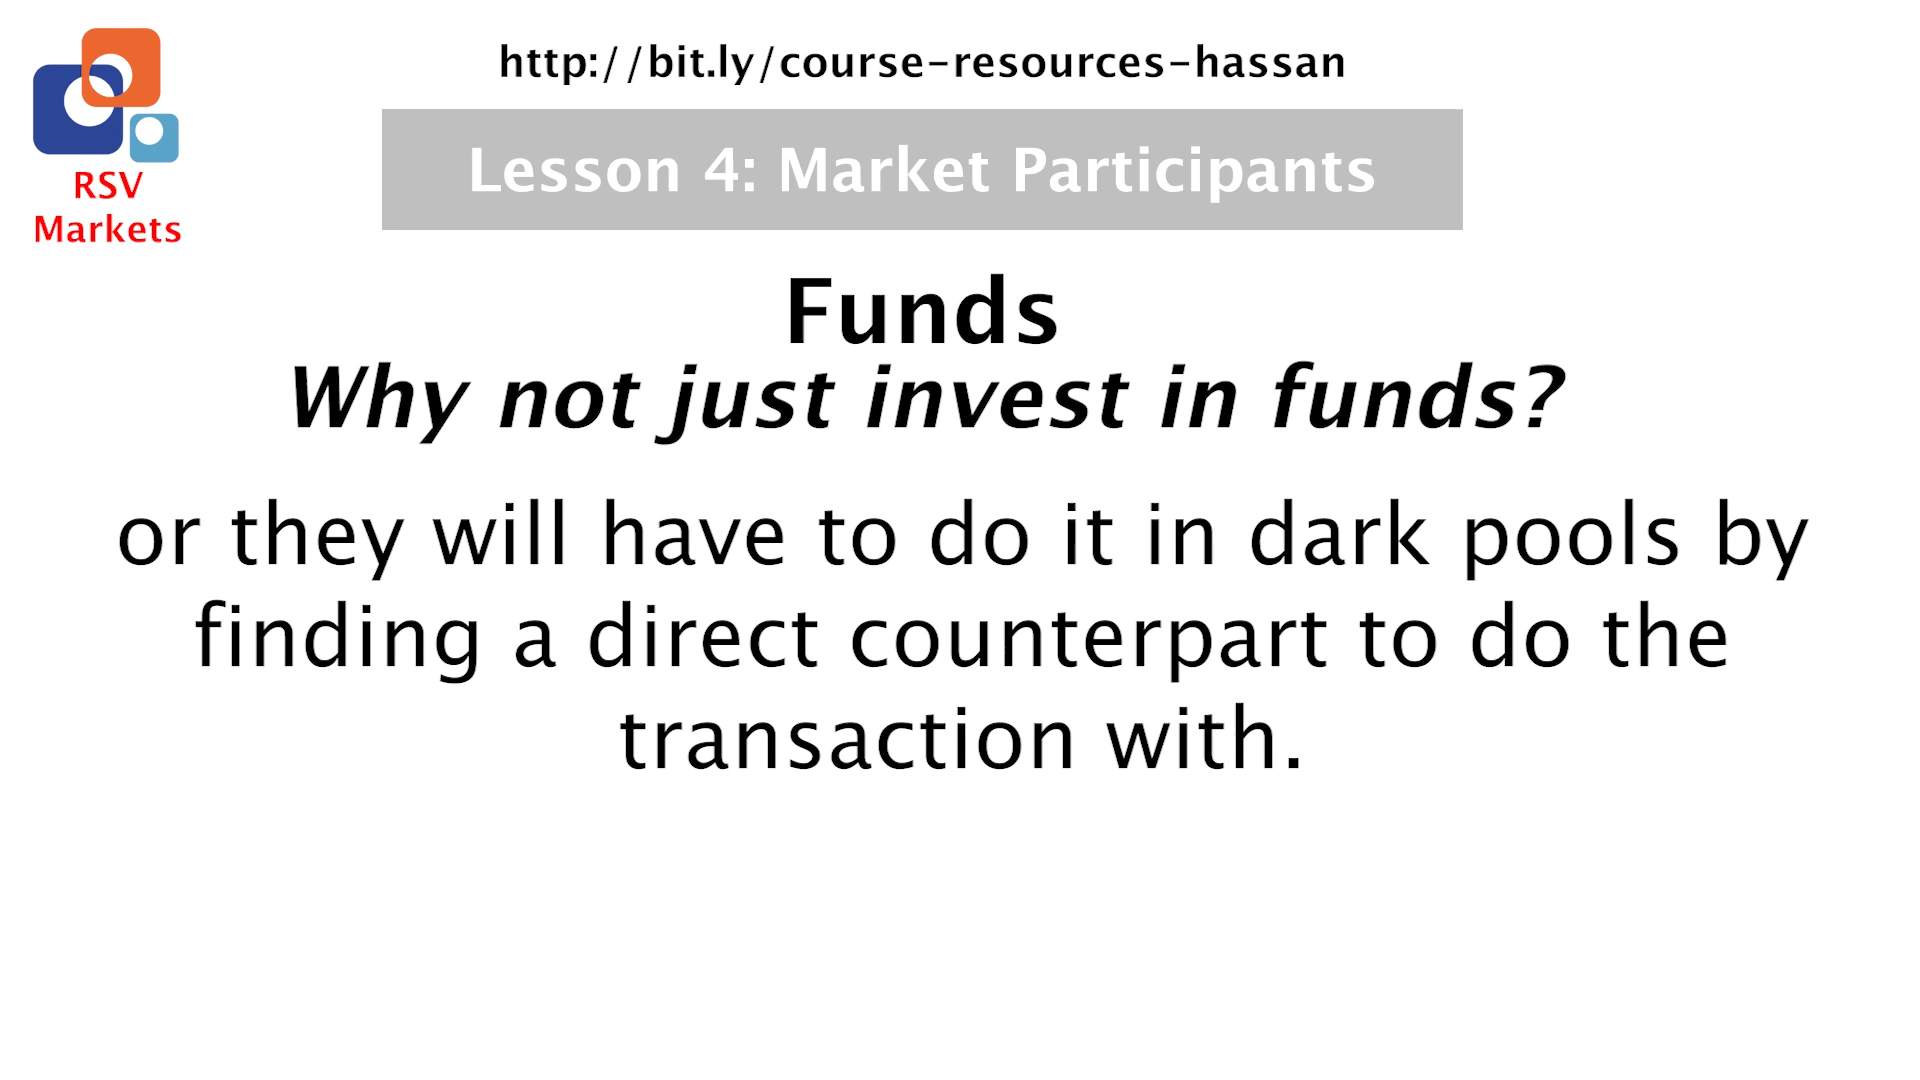 http://bit.ly/course-resources-hassan
RSV
Markets
Lesson 4: Market Participants
Funds
Why not just invest in funds?
or they will have to do it in dark pools by
finding a direct counterpart to do the
transaction with.